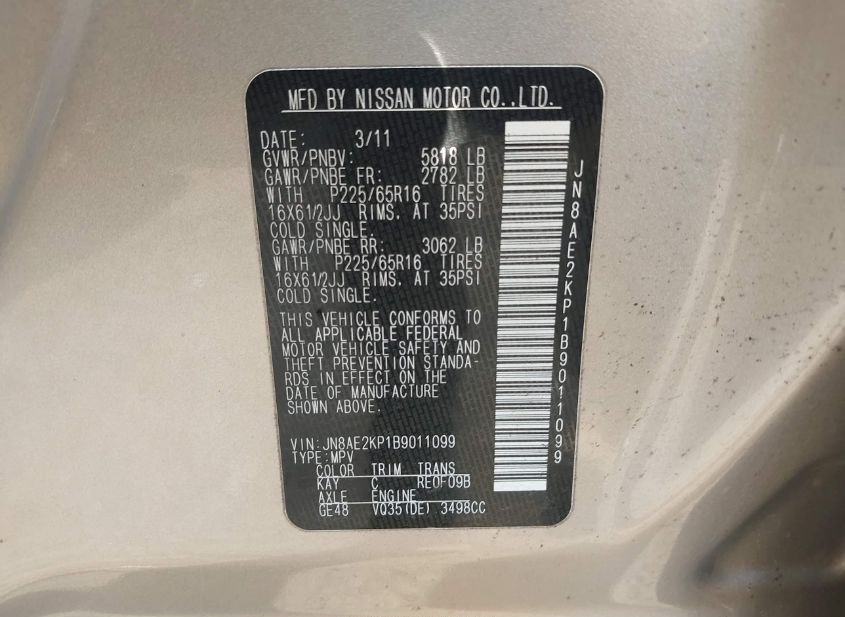 MFD BY NISSAN MOTOR CO.,LTD.
DATE: 3/11
GVWR/PNBV: 5818 LB
GAWR/PNBE FR: 2782 LB
WITH P225/65R16 TIRES
16X61/2JJ RIMS. AT 35PSI
COLD SINGLE.
GAWR/PNBE RR: 3062 LB
WITH P225/65R16 TIRES
16X61/2JJ RIMS. AT 35PSI
COLD SINGLE.
THIS VEHICLE CONFORMS TO
ALL APPLICABLE FEDERAL
MOTOR VEHICLE SAFETY AND
THEFT PREVENTION STANDA-
RDS IN EFFECT ON THE
DATE OF MANUFACTURE
SHOWN ABOVE.
VIN:JN8AE2KP1B9011099
TYPE:MPV
COLOR TRIM TRANS
KAY C RE0F09B
AXLE ENGINE
GE48 VQ35(DE) 3498CC
JN8AE2KP1B9011099